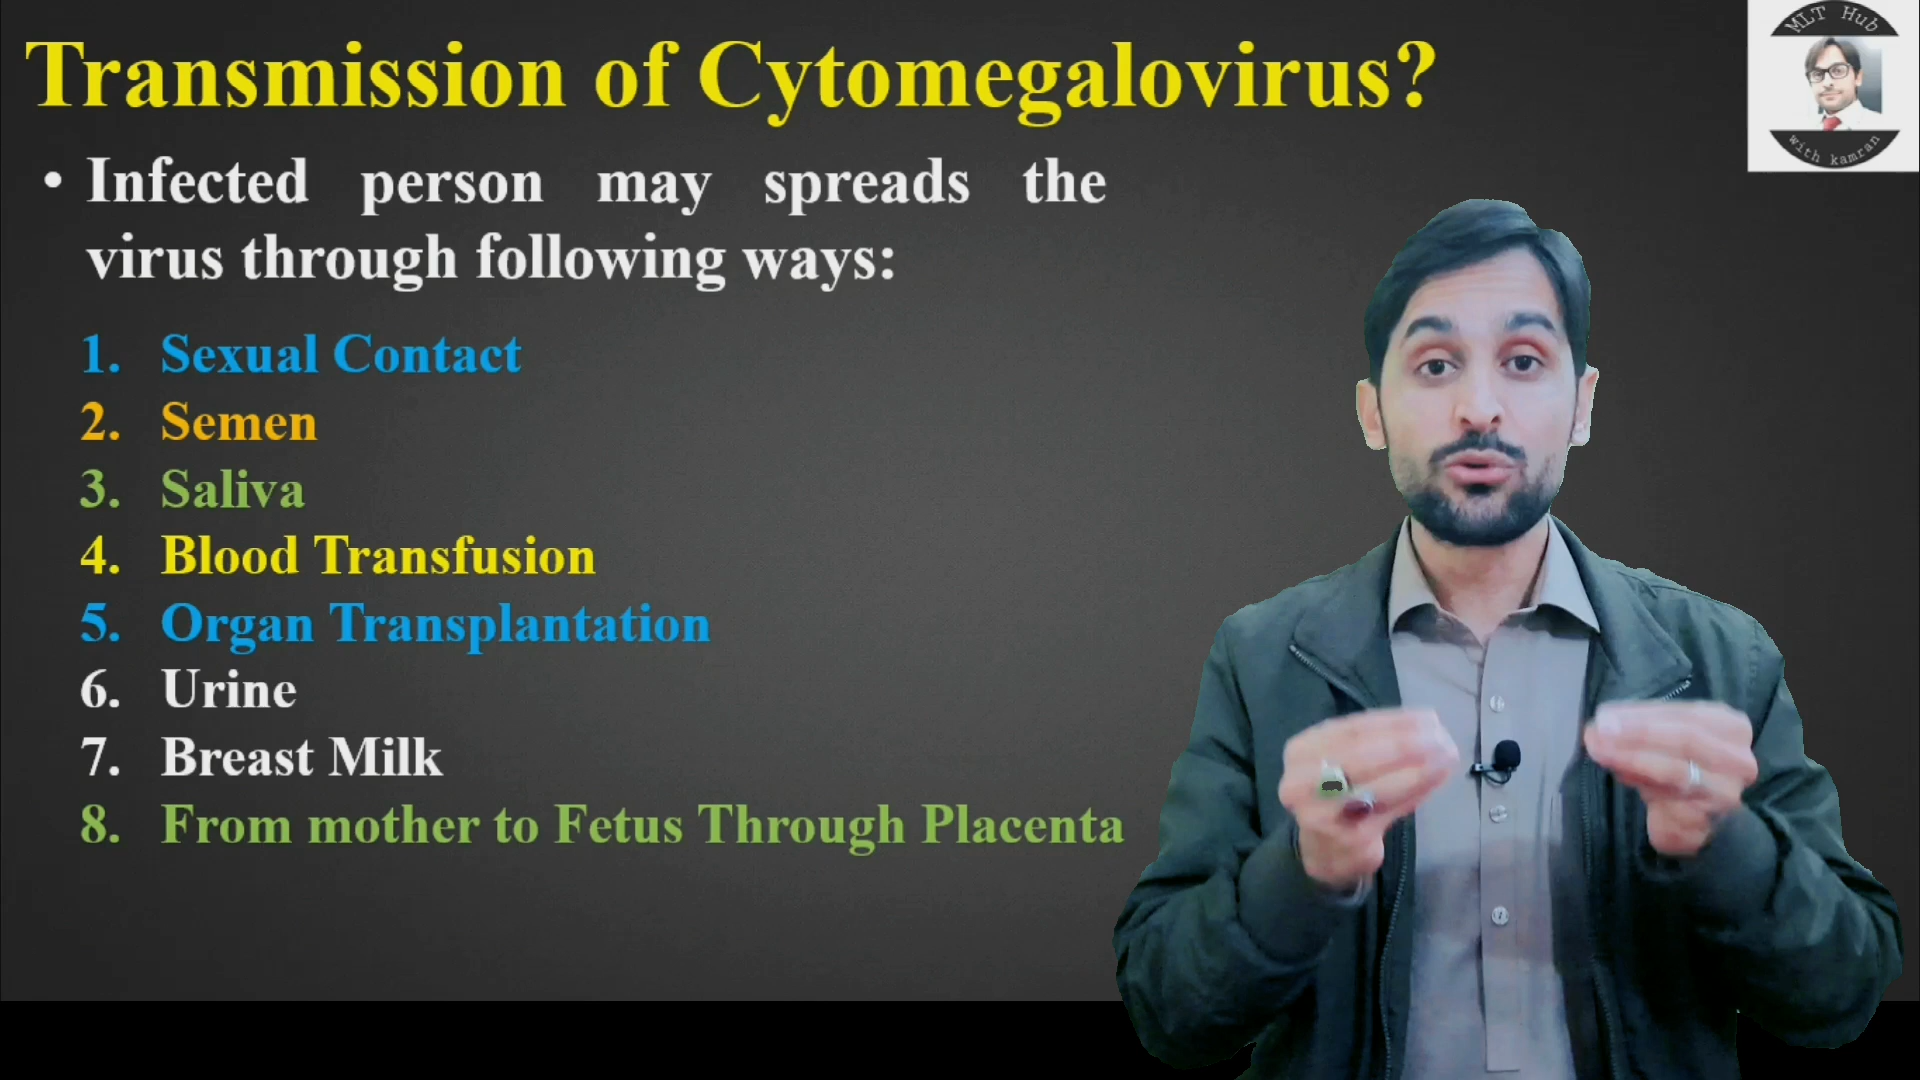 Transmission of Cytomegalovirus?
MLT Hub
with kamran
• Infected person may spreads the
virus through following ways:
1. Sexual Contact
2. Semen
3. Saliva
4. Blood Transfusion
5. Organ Transplantation
6. Urine
7. Breast Milk
8. From mother to Fetus Through Placenta